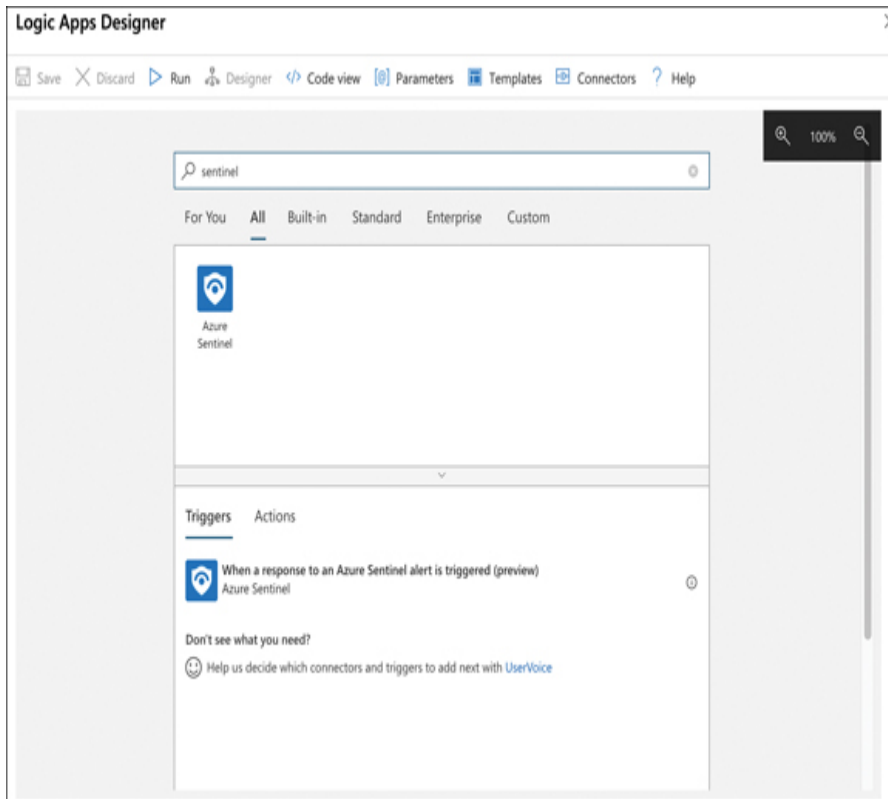 Logic Apps Designer
Save Discard Run Designer Code view Parameters Templates Connectors Help
100%
sentinel
For You All Built-in Standard Enterprise Custom
Azure
Sentinel
Triggers Actions
When a response to an Azure Sentinel alert is triggered (preview)
Azure Sentinel
Don't see what you need?
Help us decide which connectors and triggers to add next with UserVoice